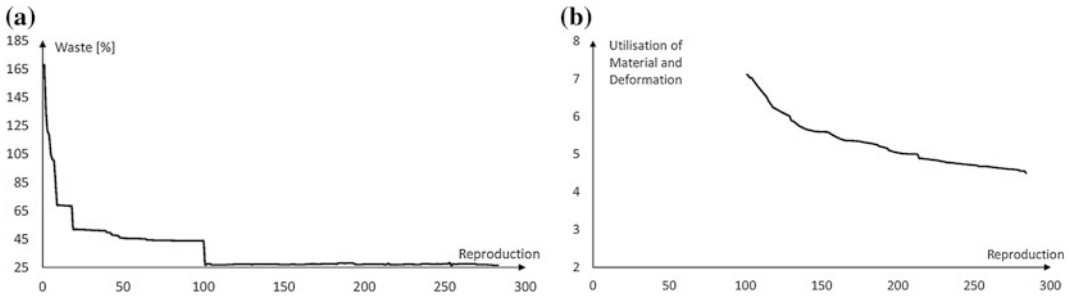 (a)
185
Waste [%]
165
145
125
105
85
65
45
25
Reproduction
0 50 100 150 200 250 300
(b)
8
Utilisation of
Material and
Deformation
7
6
5
4
3
2
Reproduction
0 50 100 150 200 250 300